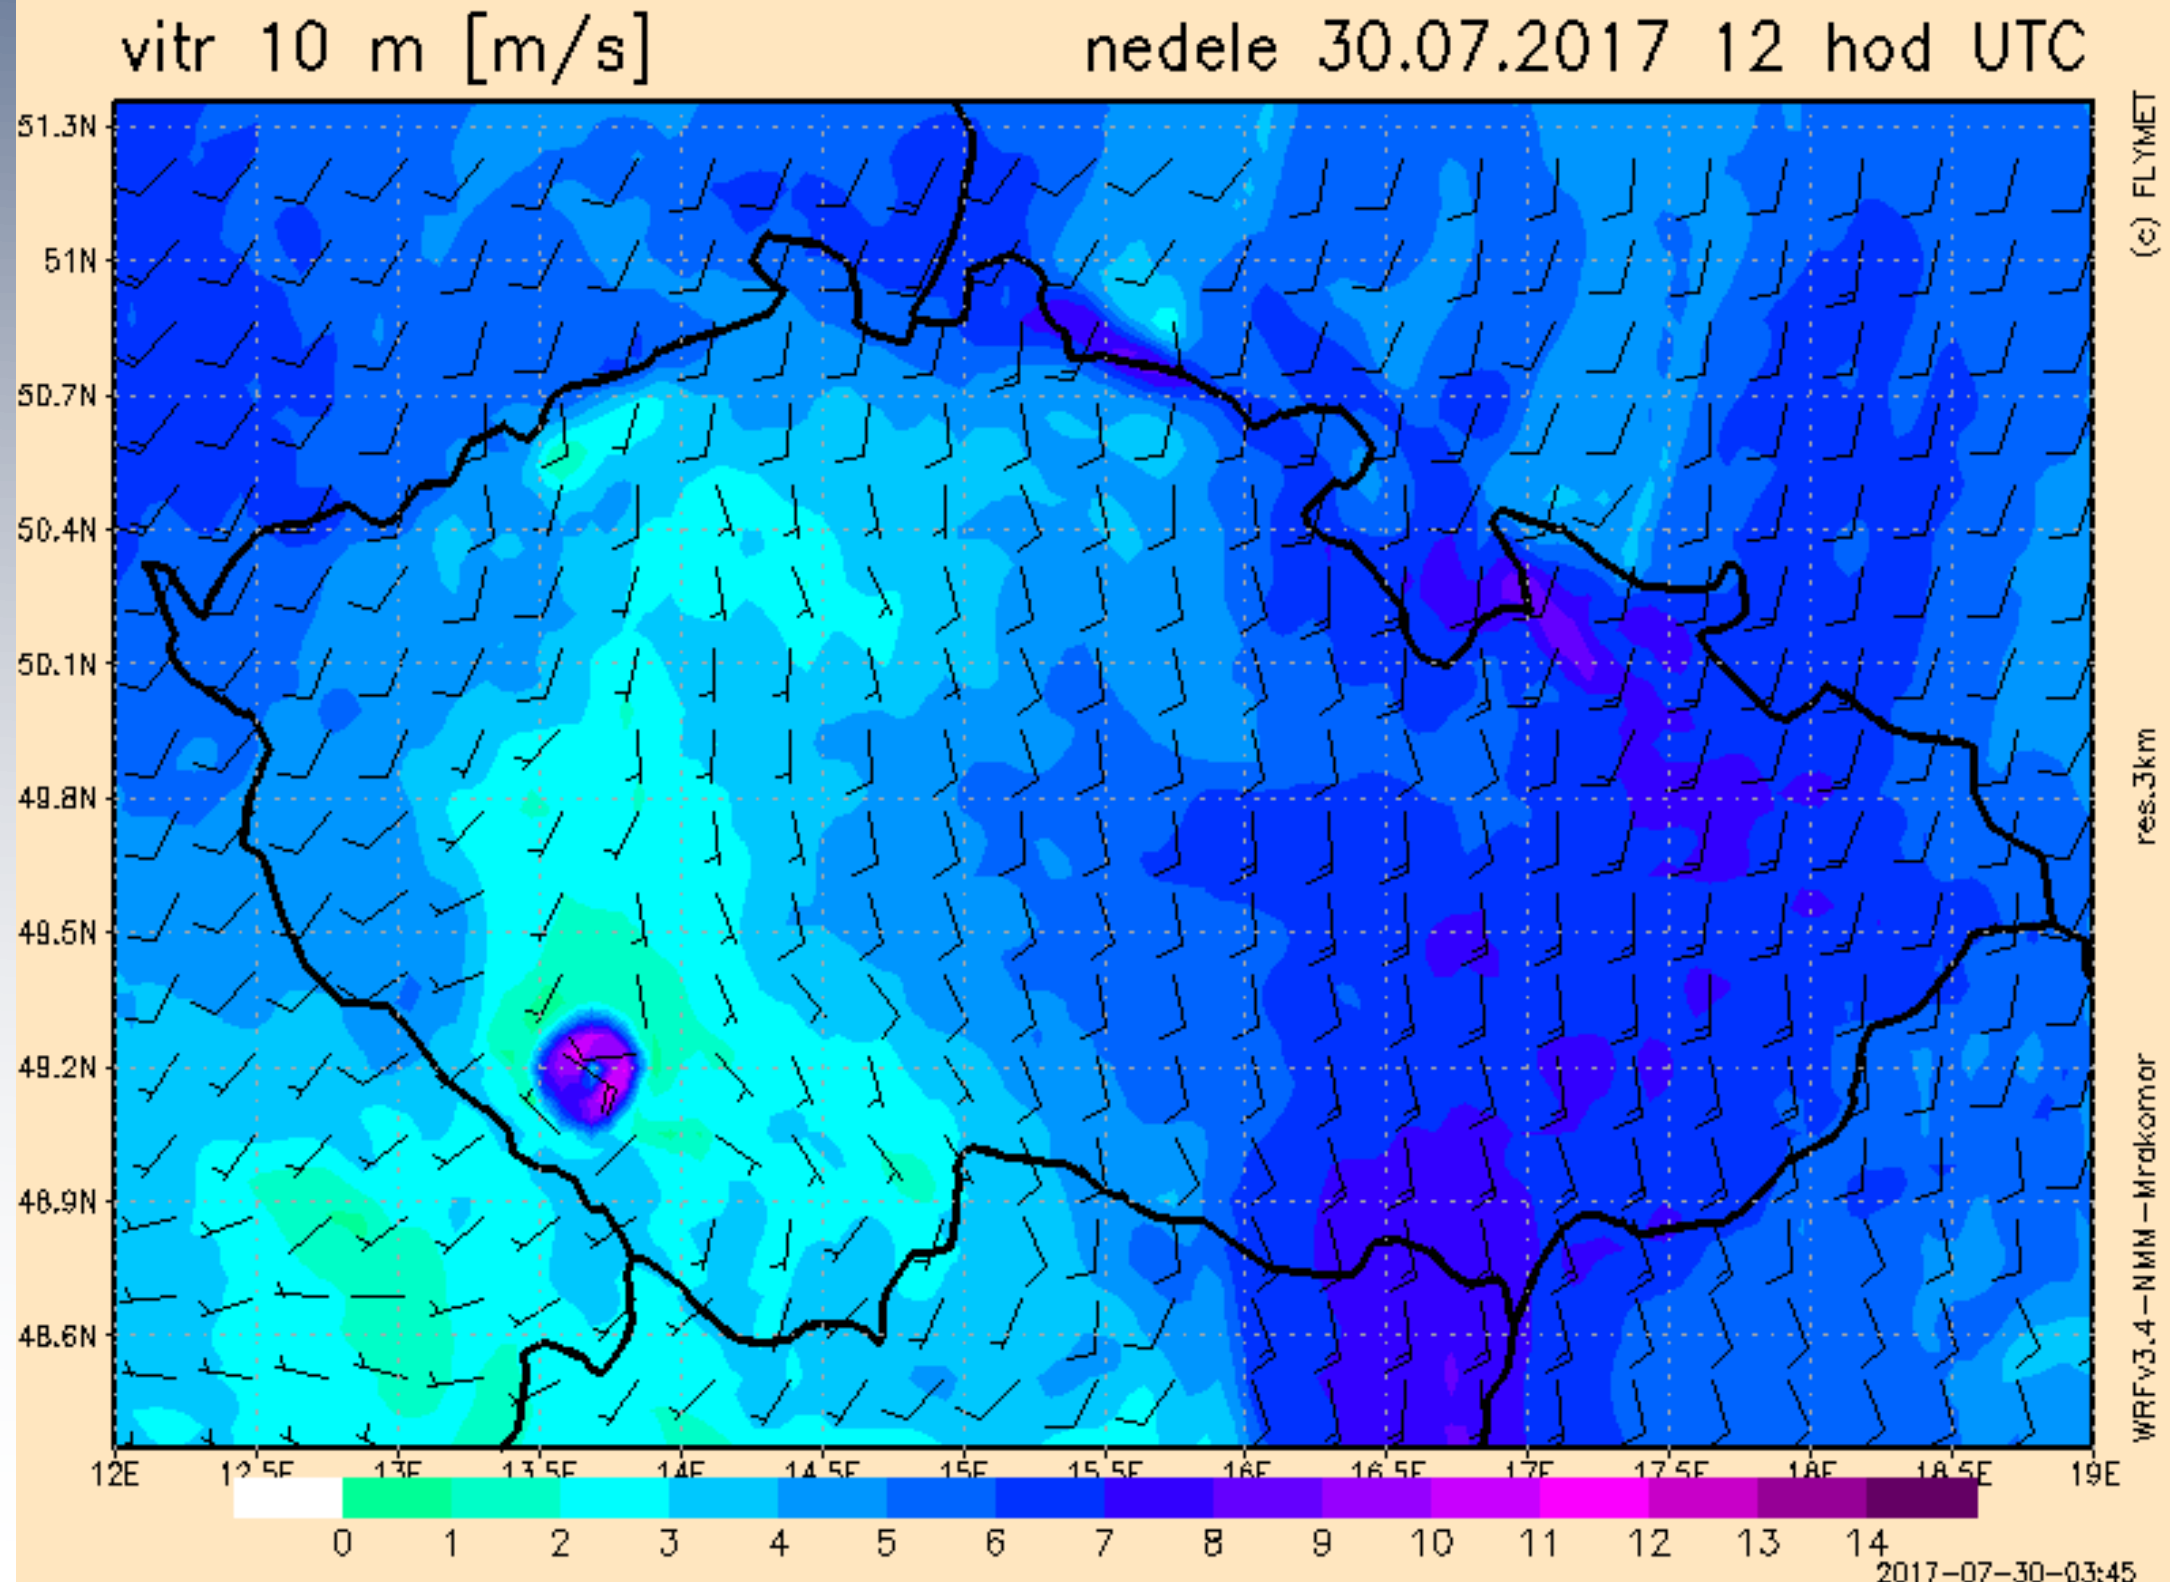 vitr 10 m [m/s]
nedele 30.07.2017 12 hod UTC
(c) FLYMET
res.3km
WRFv3.4-NMM-Mrakomor
51.3N
51N
50.7N
50.4N
50.1N
49.8N
49.5N
49.2N
48.9N
48.6N
12E 12.5E 13E 13.5E 14E 14.5E 15E 15.5E 16E 16.5E 17E 17.5E 18E 18.5E 19E
0 1 2 3 4 5 6 7 8 9 10 11 12 13 14
2017-07-30-03:45